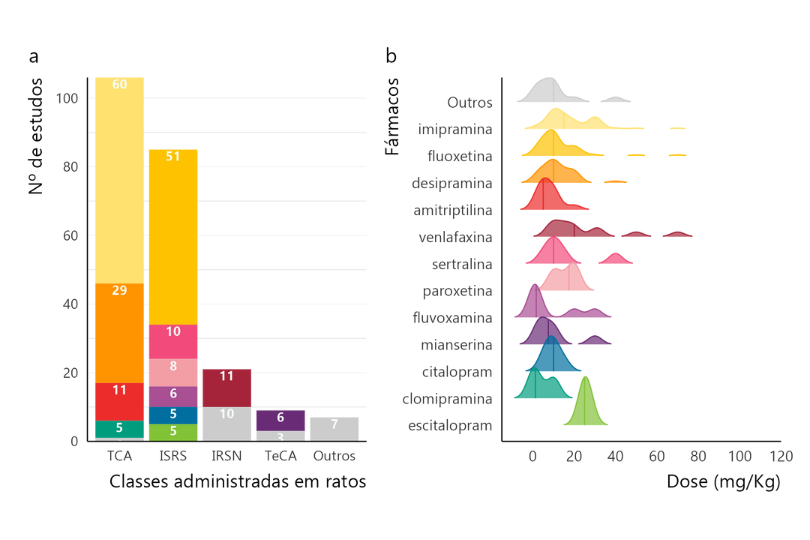 a
Nº de estudos
100
80
60
40
20
0
60
29
11
5
51
10
8
6
5
5
11
10
6
3
7
TCA
ISRS
IRSN
TeCA
Outros
Classes administradas em ratos
b
Fármacos
Outros
imipramina
fluoxetina
desipramina
amitriptilina
venlafaxina
sertralina
paroxetina
fluvoxamina
mianserina
citalopram
clomipramina
escitalopram
0
20
40
60
80
100
120
Dose (mg/Kg)